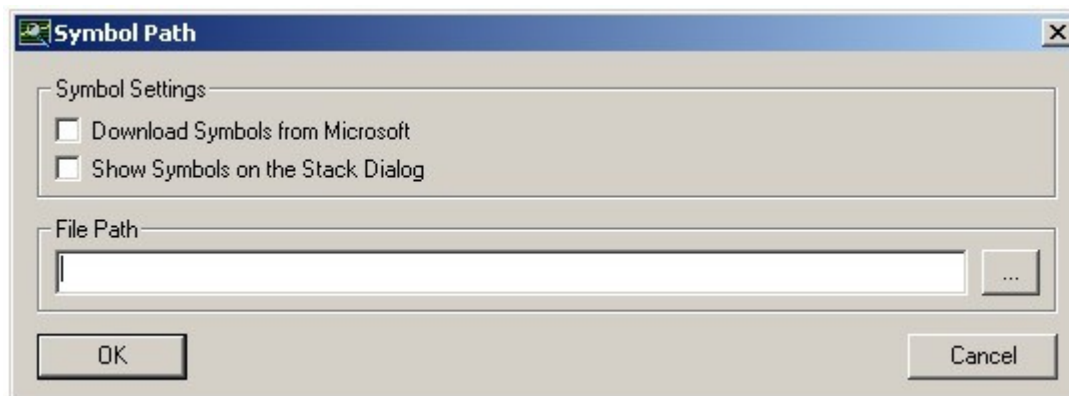 Symbol Path
Symbol Settings
Download Symbols from Microsoft
Show Symbols on the Stack Dialog
File Path
...
OK Cancel